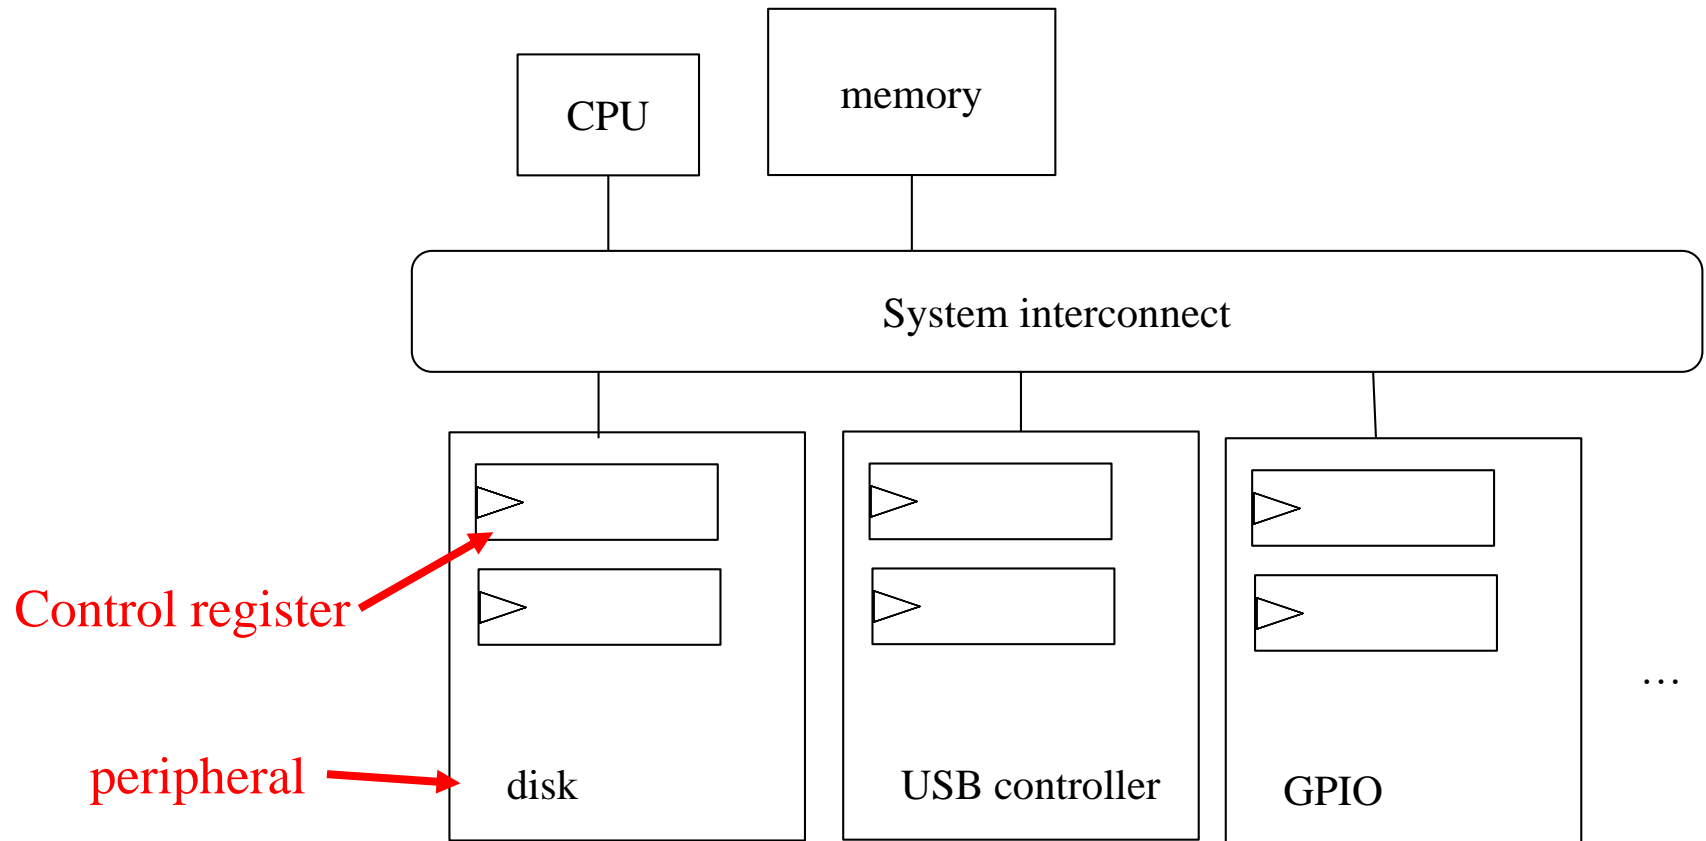 CPU
memory
System interconnect
Control register
peripheral
disk
USB controller
GPIO
…